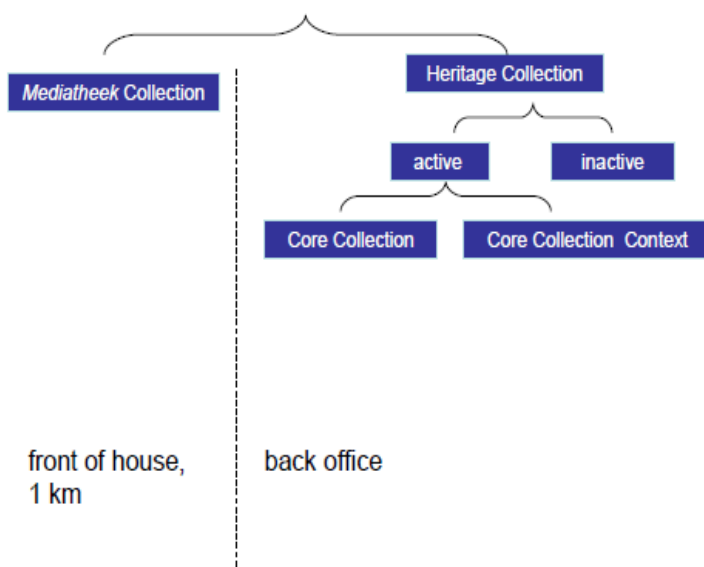 Mediatheek Collection
Heritage Collection
active
inactive
Core Collection
Core Collection Context
front of house,
1 km
back office